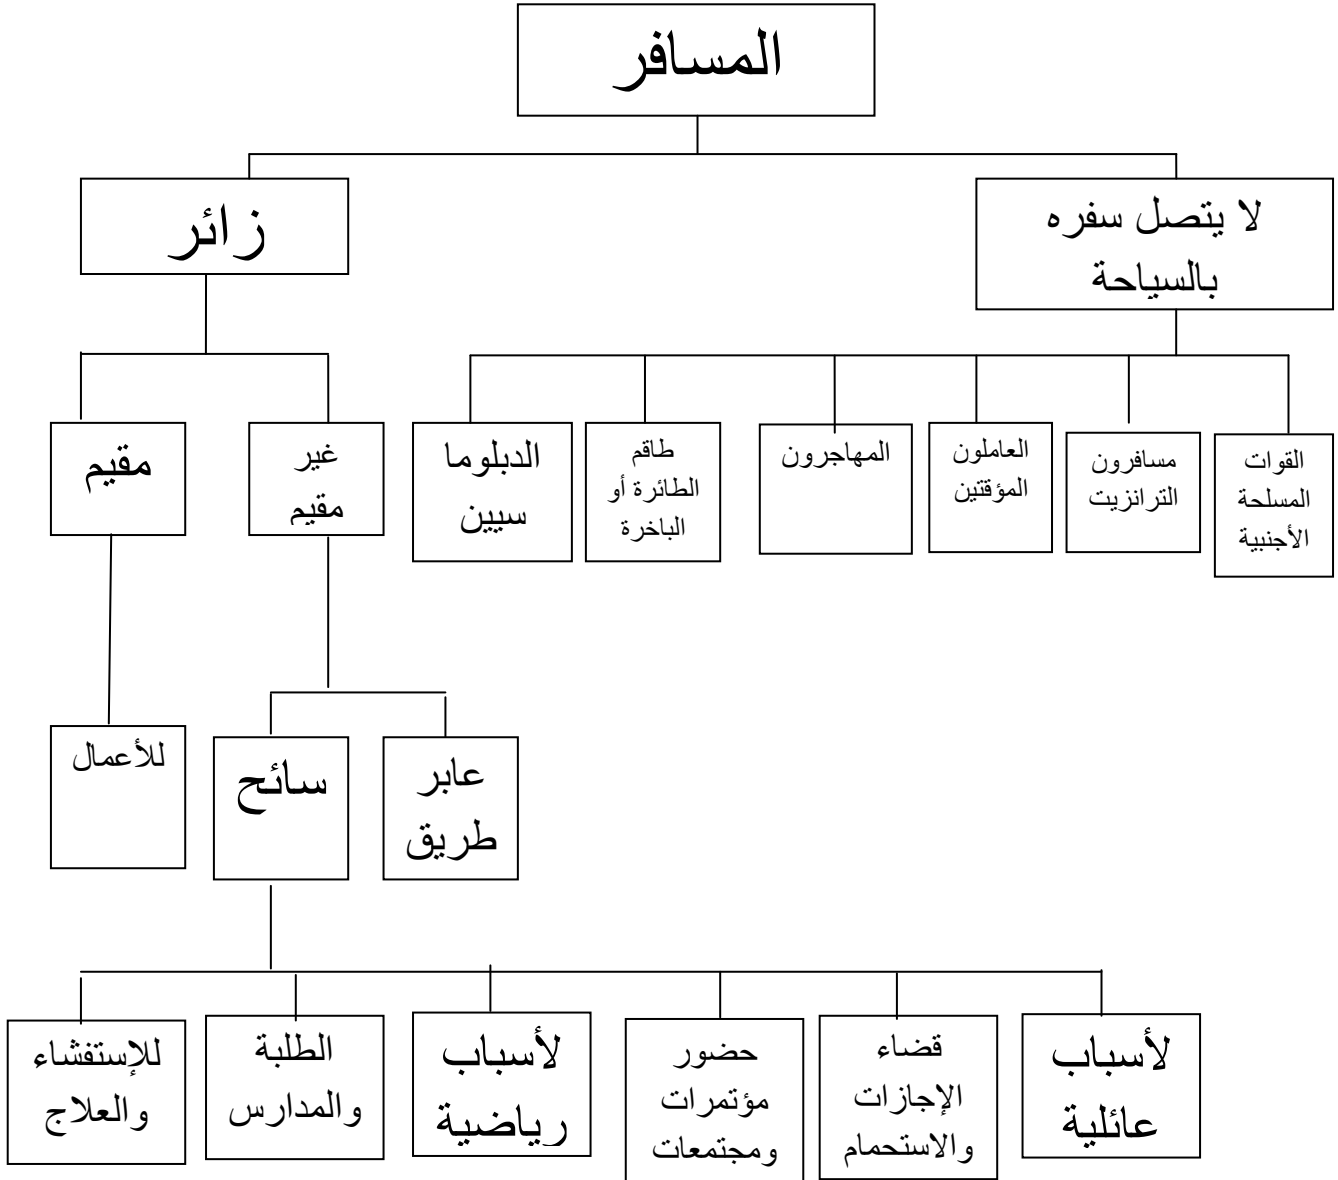 المسافر
لا يتصل سفره
بالسياحة
زائر
القوات
المسلحة
الأجنبية
مسافرون
الترانزيت
العاملون
المؤقتين
المهاجرون
طاقم
الطائرة أو
الباخرة
الدبلوما
سيين
غير
مقيم
مقيم
عابر
طريق
سائح
للأعمال
لأسباب
عائلية
قضاء
الإجازات
والاستحمام
حضور
مؤتمرات
ومجتمعات
لأسباب
رياضية
الطلبة
والمدارس
للإستفشاء
والعلاج